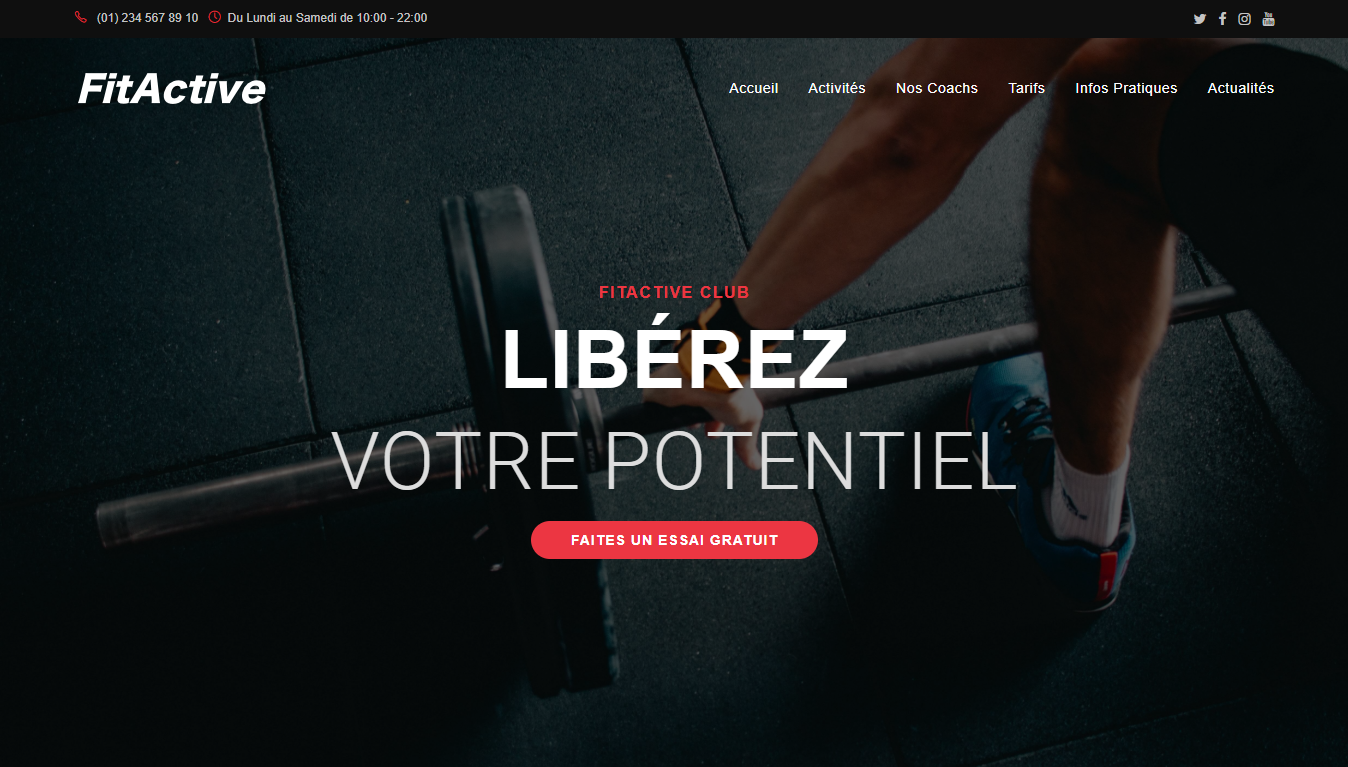 (01) 234 567 89 10 Du Lundi au Samedi de 10:00 - 22:00
FitActive
Accueil Activités Nos Coachs Tarifs Infos Pratiques Actualités
FITACTIVE CLUB
LIBÉREZ
VOTRE POTENTIEL
FAITES UN ESSAI GRATUIT